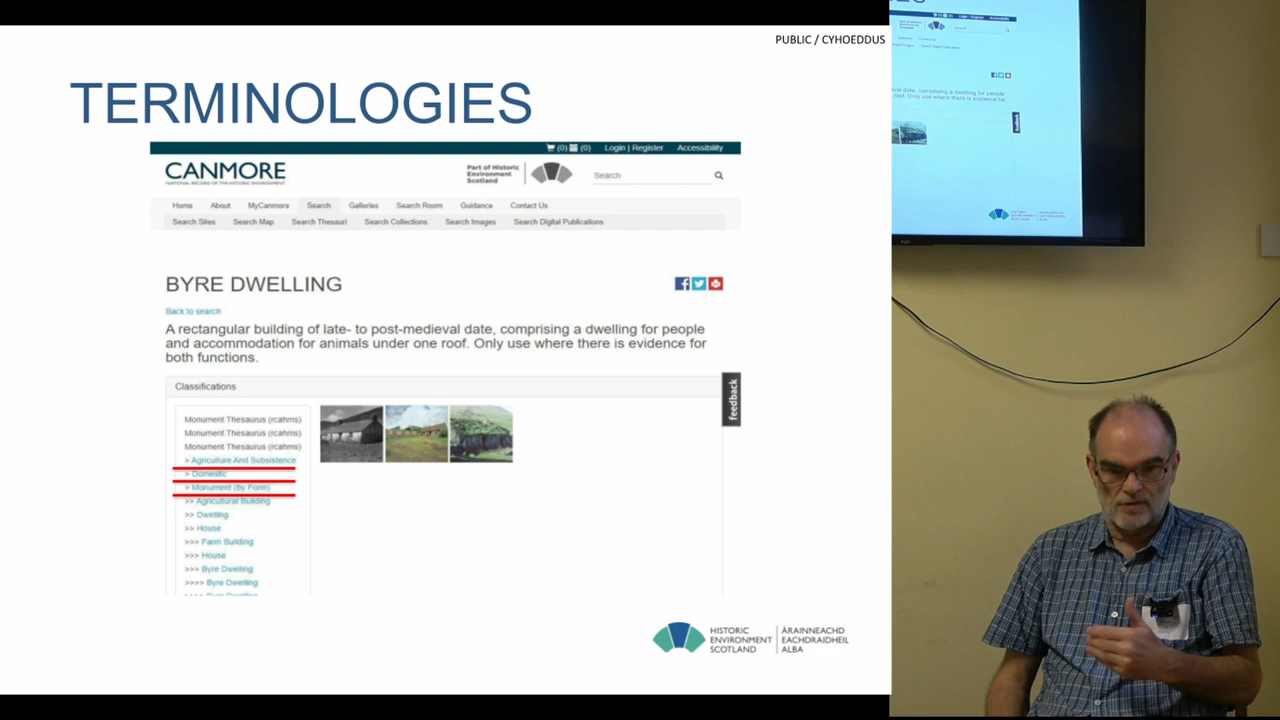 PUBLIC / CYHOEDDUS
TERMINOLOGIES
(0) (0) Login | Register Accessibility
CANMORE
NATIONAL RECORD OF THE HISTORIC ENVIRONMENT
Part of Historic
Environment
Scotland
Search
Home About MyCanmore Search Galleries Search Room Guidance Contact Us
Search Sites Search Map Search Thesauri Search Collections Search Images Search Digital Publications
BYRE DWELLING
Back to search
A rectangular building of late- to post-medieval date, comprising a dwelling for people
and accommodation for animals under one roof. Only use where there is evidence for
both functions.
Classifications
feedback
Monument Thesaurus (rcahms)
Monument Thesaurus (rcahms)
Monument Thesaurus (rcahms)
> Agriculture And Subsistence
> Domestic
> Monument (by Form)
>> Agricultural Building
>> Dwelling
>> House
>>> Farm Building
>>> House
>>> Byre Dwelling
>>>> Byre Dwelling
HISTORIC
ENVIRONMENT
SCOTLAND
ÀRAINNEACHD
EACHDRAIDHEIL
ALBA